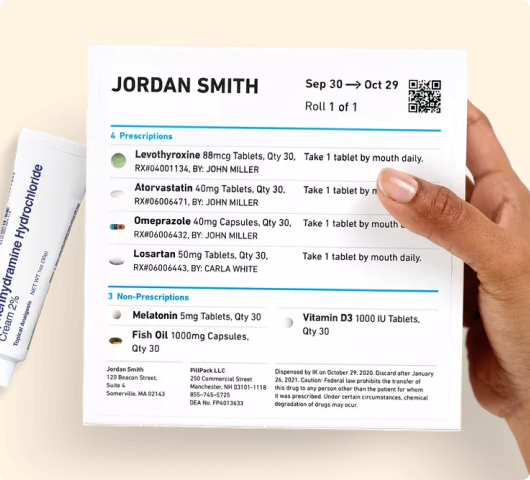 JORDAN SMITH
Sep 30 → Oct 29
Roll 1 of 1
4 Prescriptions
Levothyroxine 88mcg Tablets, Qty 30, Take 1 tablet by mouth daily.
RX#04001134, BY: JOHN MILLER
Atorvastatin 40mg Tablets, Qty 30, Take 1 tablet by
RX#06006471, BY: JOHN MILLER
Omeprazole 40mg Capsules, Qty 30, Take 1 tablet by mouth
RX#06006432, BY: JOHN MILLER
Losartan 50mg Tablets, Qty 30, Take 1 tablet by mouth daily.
RX#06006443, BY: CARLA WHITE
3 Non-Prescriptions
Melatonin 5mg Tablets, Qty 30
Fish Oil 1000mg Capsules,
Qty 30
Vitamin D3 1000 IU Tablets,
Qty 30
Jordan Smith
120 Beacon Street,
Suite 4
Somerville, MA 02143
PillPack LLC
250 Commercial Street
Manchester, NH 03101-1118
855-745-5725
DEA No. FP4013633
Dispensed by IK on October 29, 2020. Discard after January
26, 2021. Caution: Federal law prohibits the transfer of
this drug to any person other than the patient for whom
it was prescribed. Under certain circumstances, chemical
degradation of drugs may occur.
Hydrochloride
Cream 2%
Topical Analgesic
NET WT 1oz